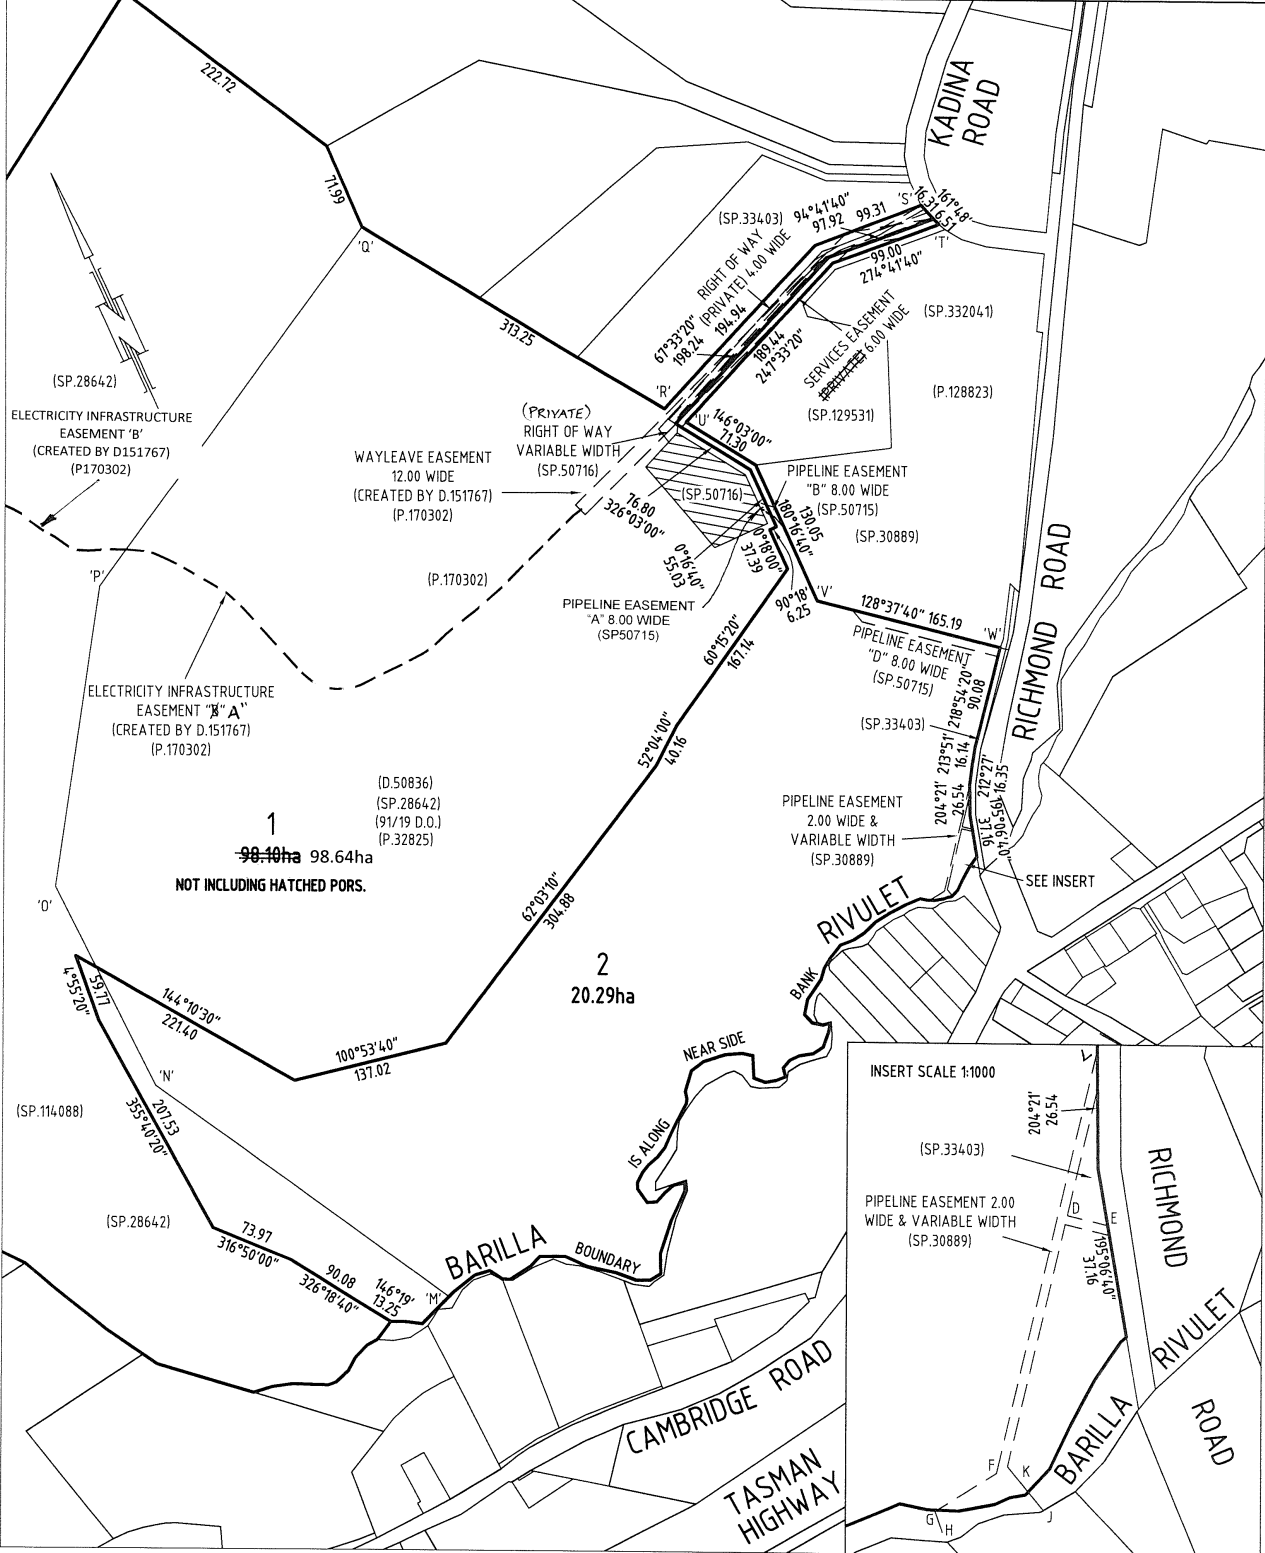 222.72
71.99
'Q'
313.25
KADINA
ROAD
(SP.33403)
94°41'40"
97.92
99.31
'S'
161°48'
16.31
6.51
'T'
99.00
274°41'40"
RIGHT OF WAY
(PRIVATE) 4.00 WIDE
67°33'20"
198.24
194.94
189.44
247°33'20"
SERVICES EASEMENT
(PRIVATE) 6.00 WIDE
(SP.332041)
(P.128823)
(SP.129531)
(SP.28642)
ELECTRICITY INFRASTRUCTURE
EASEMENT 'B'
(CREATED BY D151767)
(P170302)
'R'
'U'
146°03'00"
71.30
(PRIVATE)
RIGHT OF WAY
VARIABLE WIDTH
(SP.50716)
WAYLEAVE EASEMENT
12.00 WIDE
(CREATED BY D.151767)
(P.170302)
(SP.50716)
PIPELINE EASEMENT
"B" 8.00 WIDE
(SP.50715)
76.80
326°03'00"
130.05
180°16'40"
(SP.30889)
0°18'00"
37.39
0°16'40"
55.03
(P.170302)
'P'
PIPELINE EASEMENT
"A" 8.00 WIDE
(SP50715)
90°18'
6.25
'V'
128°37'40" 165.19
'W'
RICHMOND ROAD
PIPELINE EASEMENT
"D" 8.00 WIDE
(SP.50715)
60°15'20"
167.14
ELECTRICITY INFRASTRUCTURE
EASEMENT "B" A"
(CREATED BY D.151767)
(P.170302)
218°54'20"
90.08
(SP.33403)
52°04'00"
40.16
213°51'
16.14
204°21'
26.54
212°27'
16.35
195°06'40"
37.16
(D.50836)
(SP.28642)
(91/19 D.O.)
(P.32825)
PIPELINE EASEMENT
2.00 WIDE &
VARIABLE WIDTH
(SP.30889)
1
98.10ha 98.64ha
NOT INCLUDING HATCHED PORS.
SEE INSERT
'O'
62°03'10"
304.88
RIVULET
2
20.29ha
BANK
59.77
4°55'20"
144°10'30"
221.40
100°53'40"
137.02
NEAR SIDE
'N'
(SP.114088)
207.53
355°40'20"
IS ALONG
(SP.28642)
73.97
316°50'00"
90.08
326°18'40"
146°19'
13.25
'M'
BARILLA
BOUNDARY
CAMBRIDGE ROAD
TASMAN
HIGHWAY
INSERT SCALE 1:1000
L
204°21'
26.54
(SP.33403)
RICHMOND
PIPELINE EASEMENT 2.00
WIDE & VARIABLE WIDTH
(SP.30889)
D
E
195°06'40"
37.16
RIVULET
BARILLA
ROAD
F
K
G
H
J